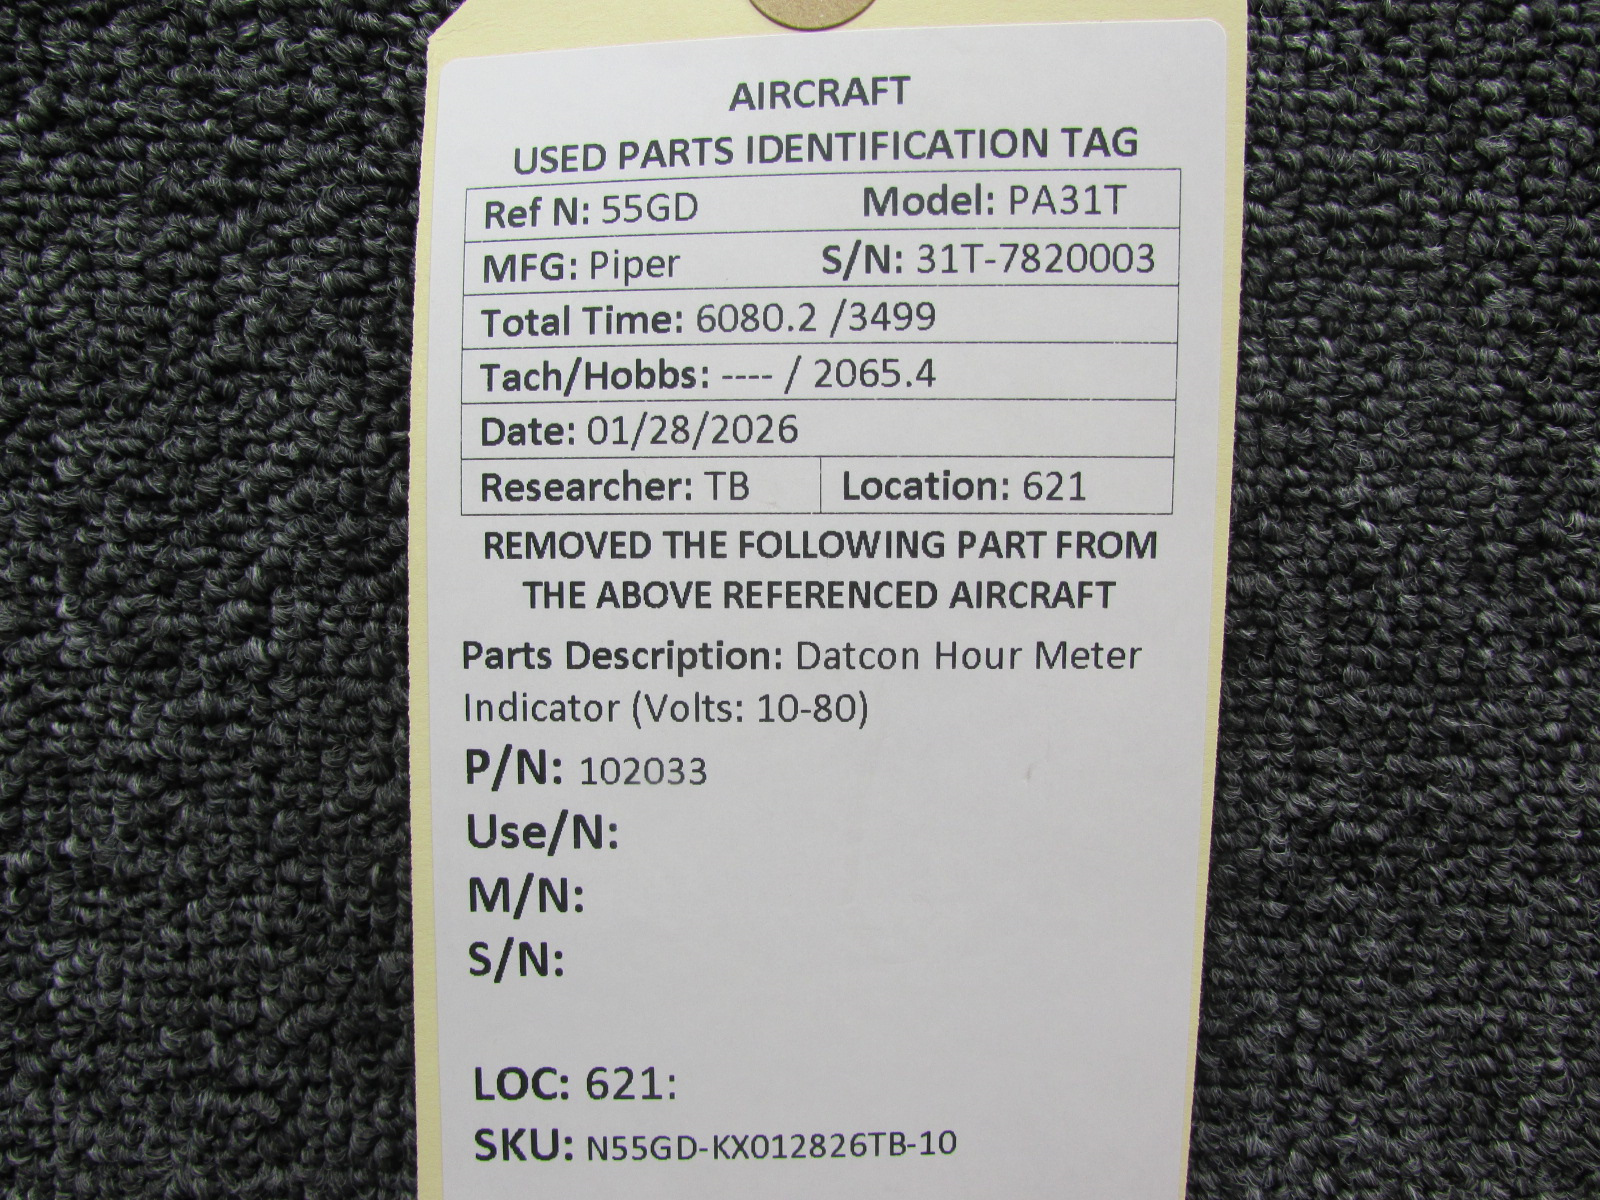 AIRCRAFT
USED PARTS IDENTIFICATION TAG
Ref N: 55GD Model: PA31T
MFG: Piper S/N: 31T-7820003
Total Time: 6080.2 /3499
Tach/Hobbs: ---- / 2065.4
Date: 01/28/2026
Researcher: TB Location: 621
REMOVED THE FOLLOWING PART FROM
THE ABOVE REFERENCED AIRCRAFT
Parts Description: Datcon Hour Meter
Indicator (Volts: 10-80)
P/N: 102033
Use/N:
M/N:
S/N:
LOC: 621:
SKU: N55GD-KX012826TB-10